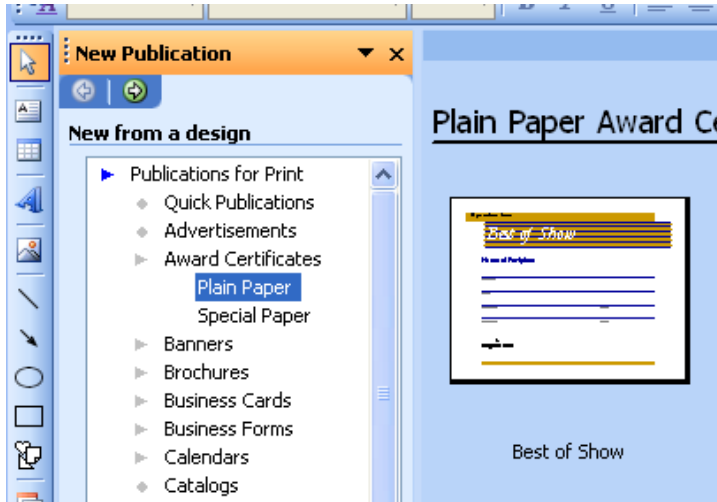 New Publication
New from a design
Publications for Print
Quick Publications
Advertisements
Award Certificates
Plain Paper
Special Paper
Banners
Brochures
Business Cards
Business Forms
Calendars
Catalogs
Plain Paper Award Ce
Best of Show
Best of Show